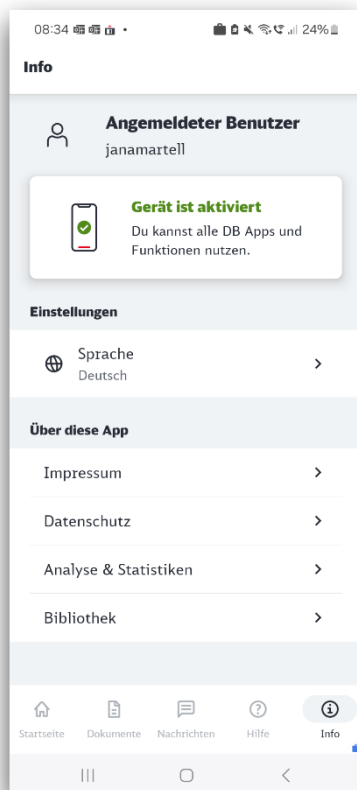 08:34
24%
Info
Angemeldeter Benutzer
janamartell
Gerät ist aktiviert
Du kannst alle DB Apps und
Funktionen nutzen.
Einstellungen
Sprache
Deutsch
Über diese App
Impressum
Datenschutz
Analyse & Statistiken
Bibliothek
Startseite Dokumente Nachrichten Hilfe Info